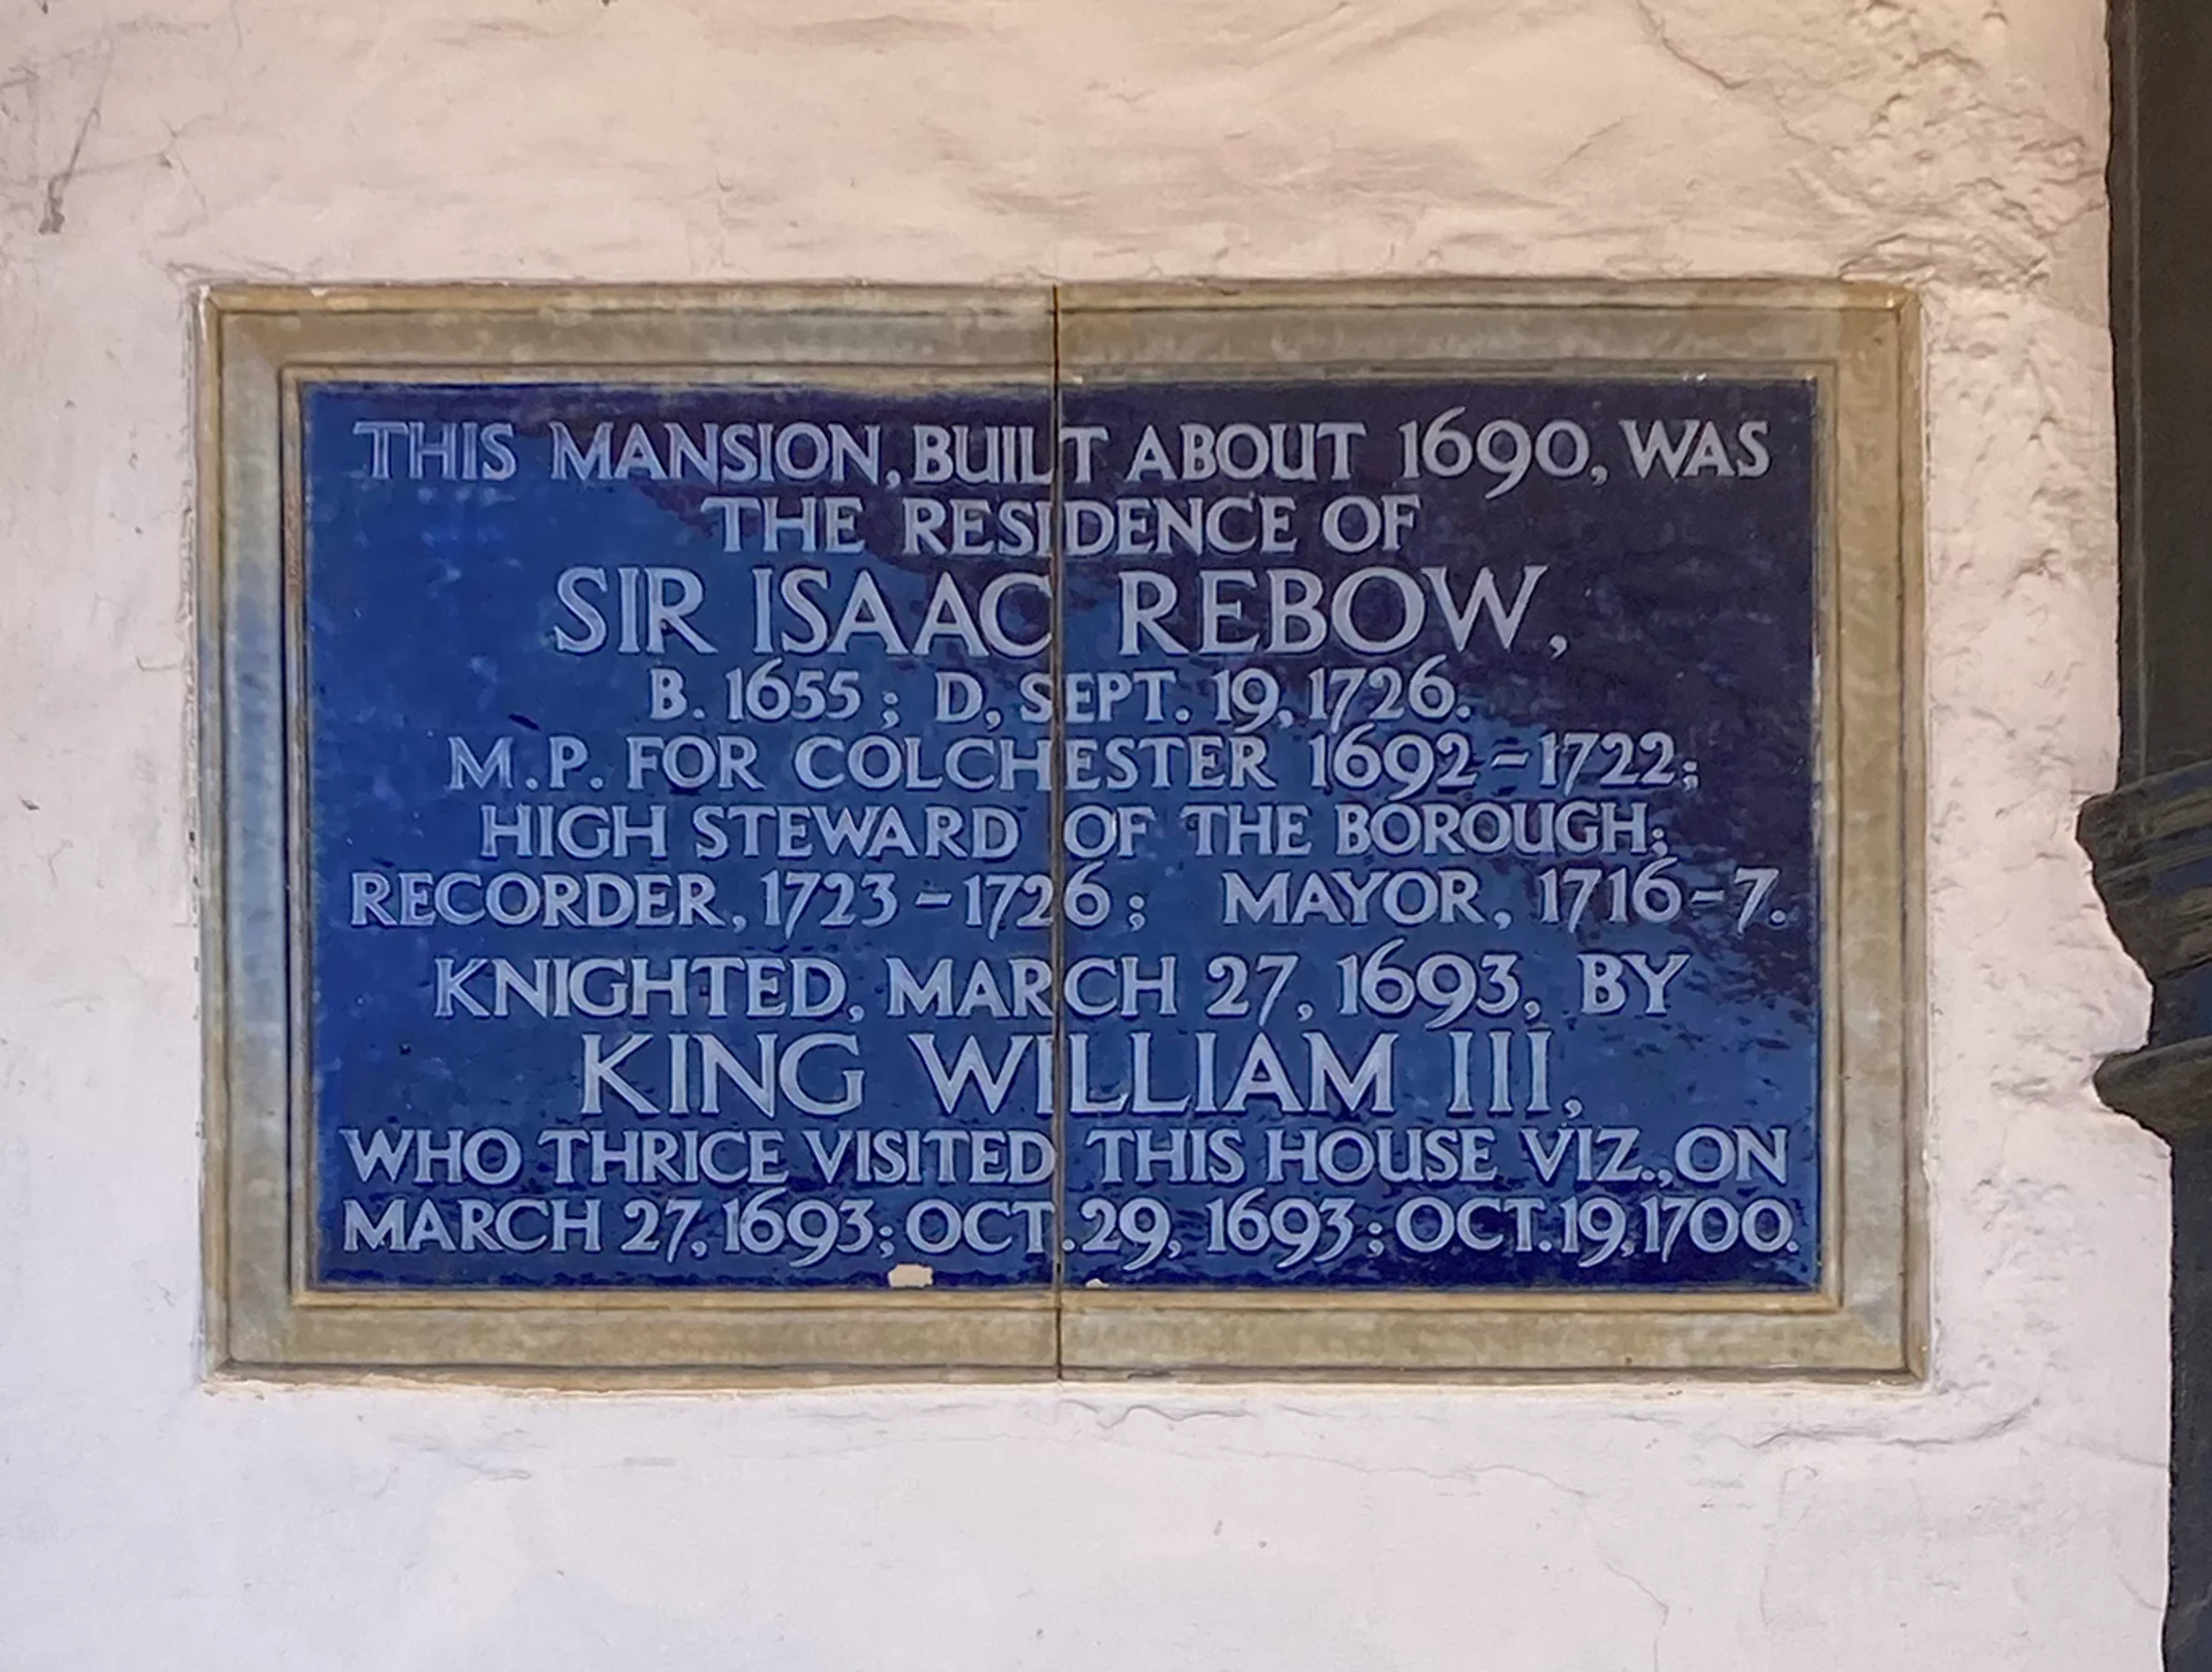 THIS MANSION, BUILT ABOUT 1690, WAS
THE RESIDENCE OF
SIR ISAAC REBOW,
B. 1655; D. SEPT. 19, 1726.
M.P. FOR COLCHESTER 1692-1722;
HIGH STEWARD OF THE BOROUGH;
RECORDER, 1723-1726; MAYOR, 1716-7.
KNIGHTED, MARCH 27, 1693, BY
KING WILLIAM III,
WHO THRICE VISITED THIS HOUSE VIZ., ON
MARCH 27, 1693; OCT. 29, 1693; OCT. 19, 1700.